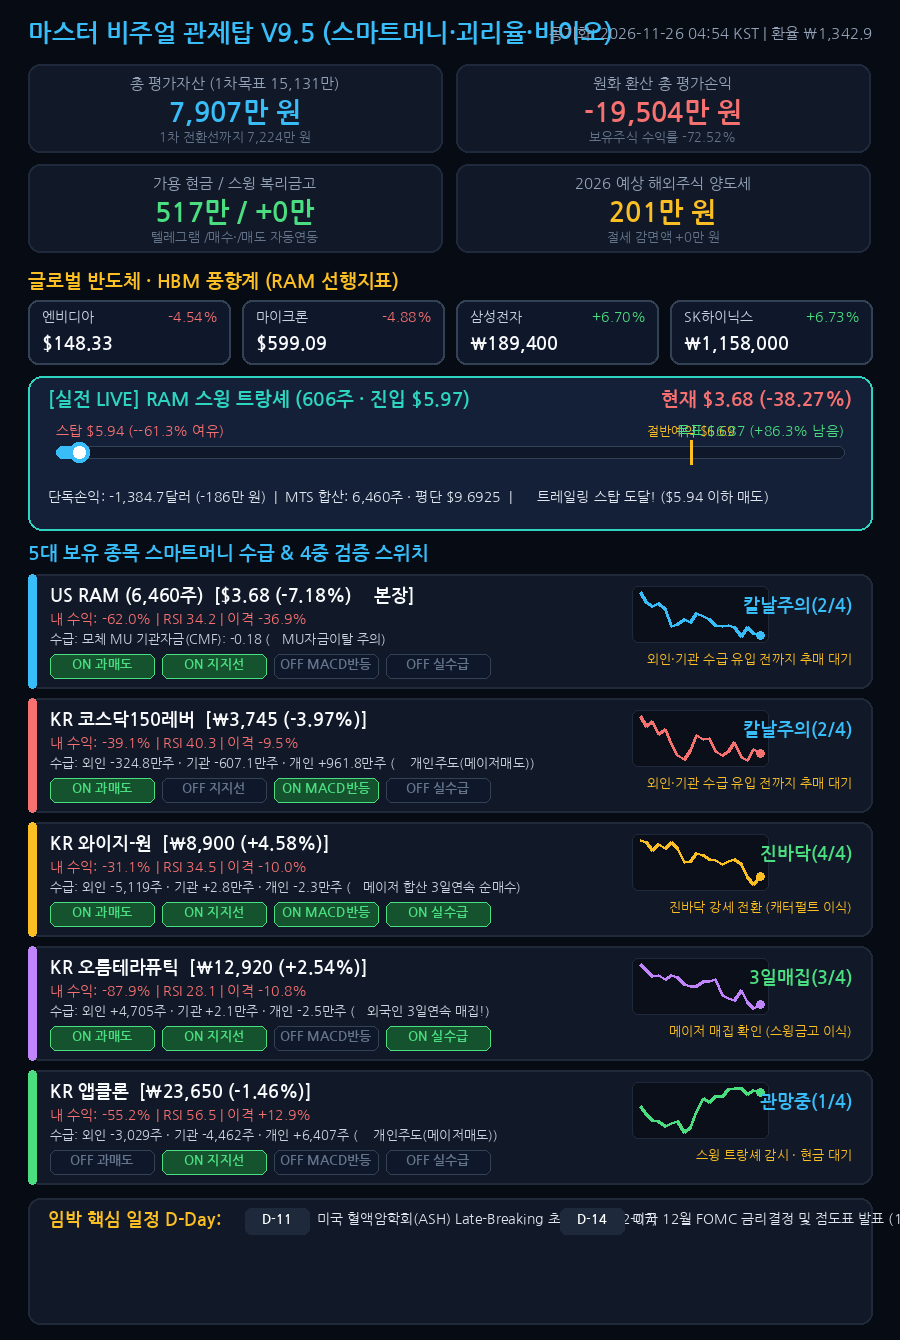 마스터 비주얼 관제탑 V9.5 (스마트머니·괴리율·바이오)
2026-11-26 04:54 KST | 환율 ₩1,342.9
총 평가자산 (1차목표 15,131만)
7,907만 원
1차 전환선까지 7,224만 원
원화 환산 총 평가손익
-19,504만 원
보유주식 수익률 -72.52%
가용 현금 / 스윙 복리금고
517만 / +0만
텔레그램 /매수·/매도 자동연동
2026 예상 해외주식 양도세
201만 원
절세 감면액 +0만 원
글로벌 반도체 · HBM 풍향계 (RAM 선행지표)
엔비디아 -4.54%
$148.33
마이크론 -4.88%
$599.09
삼성전자 +6.70%
₩189,400
SK하이닉스 +6.73%
₩1,158,000
[실전 LIVE] RAM 스윙 트랑셰 (606주 · 진입 $5.97)
현재 $3.68 (-38.27%)
스탑 $5.94 (--61.3% 여유)
(+86.3% 남음)
단독손익: -1,384.7달러 (-186만 원) | MTS 합산: 6,460주 · 평단 $9.6925 | 트레일링 스탑 도달! ($5.94 이하 매도)
5대 보유 종목 스마트머니 수급 & 4중 검증 스위치
US RAM (6,460주) [$3.68 (-7.18%) 본장]
칼날주의(2/4)
내 수익: -62.0% | RSI 34.2 | 이격 -36.9%
수급: 모체 MU 기관자금(CMF): -0.18 ( MU자금이탈 주의)
외인·기관 수급 유입 전까지 추매 대기
ON 과매도 ON 지지선 OFF MACD반등 OFF 실수급
KR 코스닥150레버 [₩3,745 (-3.97%)]
칼날주의(2/4)
내 수익: -39.1% | RSI 40.3 | 이격 -9.5%
수급: 외인 -324.8만주 · 기관 -607.1만주 · 개인 +961.8만주 ( 개인주도(메이저매도))
외인·기관 수급 유입 전까지 추매 대기
ON 과매도 OFF 지지선 ON MACD반등 OFF 실수급
KR 와이지-원 [₩8,900 (+4.58%)]
진바닥(4/4)
내 수익: -31.1% | RSI 34.5 | 이격 -10.0%
수급: 외인 -5,119주 · 기관 +2.8만주 · 개인 -2.3만주 ( 메이저 합산 3일연속 순매수)
진바닥 강세 전환 (캐터펄트 이식)
ON 과매도 ON 지지선 ON MACD반등 ON 실수급
KR 오름테라퓨틱 [₩12,920 (+2.54%)]
3일매집(3/4)
내 수익: -87.9% | RSI 28.1 | 이격 -10.8%
수급: 외인 +4,705주 · 기관 +2.1만주 · 개인 -2.5만주 ( 외국인 3일연속 매집!)
메이저 매집 확인 (스윙금고 이식)
ON 과매도 ON 지지선 OFF MACD반등 ON 실수급
KR 앱클론 [₩23,650 (-1.46%)]
관망중(1/4)
내 수익: -55.2% | RSI 56.5 | 이격 +12.9%
수급: 외인 -3,029주 · 기관 -4,462주 · 개인 +6,407주 ( 개인주도(메이저매도))
스윙 트랑셰 감시 · 현금 대기
OFF 과매도 ON 지지선 OFF MACD반등 OFF 실수급
임박 핵심 일정 D-Day:
D-11 미국 혈액암학회(ASH) Late-Breaking 초
D-14 12월 FOMC 금리결정 및 점도표 발표